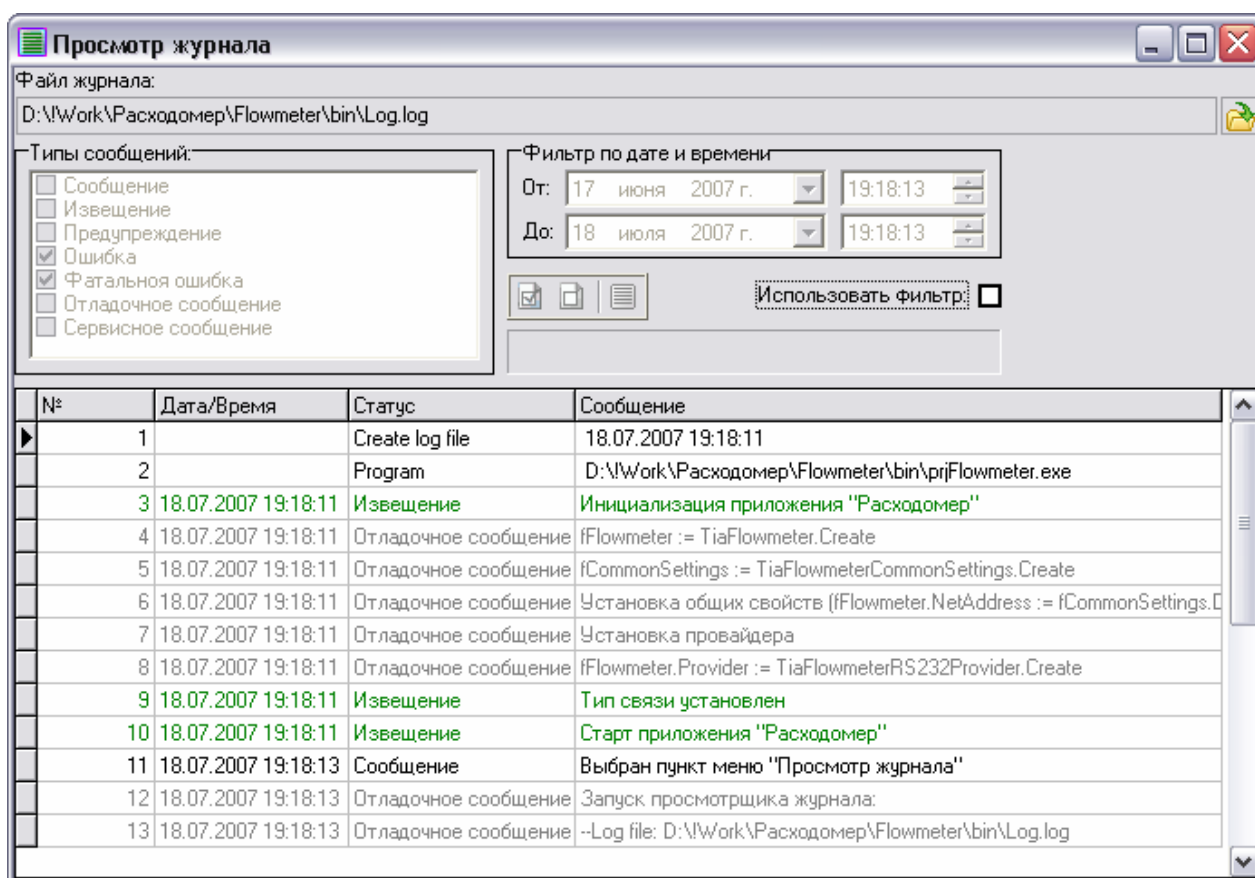 Просмотр журнала
Файл журнала:
D:\!Work\Расходомер\Flowmeter\bin\Log.log
Типы сообщений:
Сообщение
Извещение
Предупреждение
Ошибка
Фатальноя ошибка
Отладочное сообщение
Сервисное сообщение
Фильтр по дате и времени
От: 17 июня 2007 г. 19:18:13
До: 18 июля 2007 г. 19:18:13
Использовать фильтр:
№ Дата/Время Статус Сообщение
1 Create log file 18.07.2007 19:18:11
2 Program D:\!Work\Расходомер\Flowmeter\bin\prjFlowmeter.exe
3 18.07.2007 19:18:11 Извещение Инициализация приложения "Расходомер"
4 18.07.2007 19:18:11 Отладочное сообщение fFlowmeter := TiaFlowmeter.Create
5 18.07.2007 19:18:11 Отладочное сообщение fCommonSettings := TiaFlowmeterCommonSettings.Create
6 18.07.2007 19:18:11 Отладочное сообщение Установка общих свойств (fFlowmeter.NetAddress := fCommonSettings.
7 18.07.2007 19:18:11 Отладочное сообщение Установка провайдера
8 18.07.2007 19:18:11 Отладочное сообщение fFlowmeter.Provider := TiaFlowmeterRS232Provider.Create
9 18.07.2007 19:18:11 Извещение Тип связи установлен
10 18.07.2007 19:18:11 Извещение Старт приложения "Расходомер"
11 18.07.2007 19:18:13 Сообщение Выбран пункт меню "Просмотр журнала"
12 18.07.2007 19:18:13 Отладочное сообщение Запуск просмотрщика журнала:
13 18.07.2007 19:18:13 Отладочное сообщение --Log file: D:\!Work\Расходомер\Flowmeter\bin\Log.log